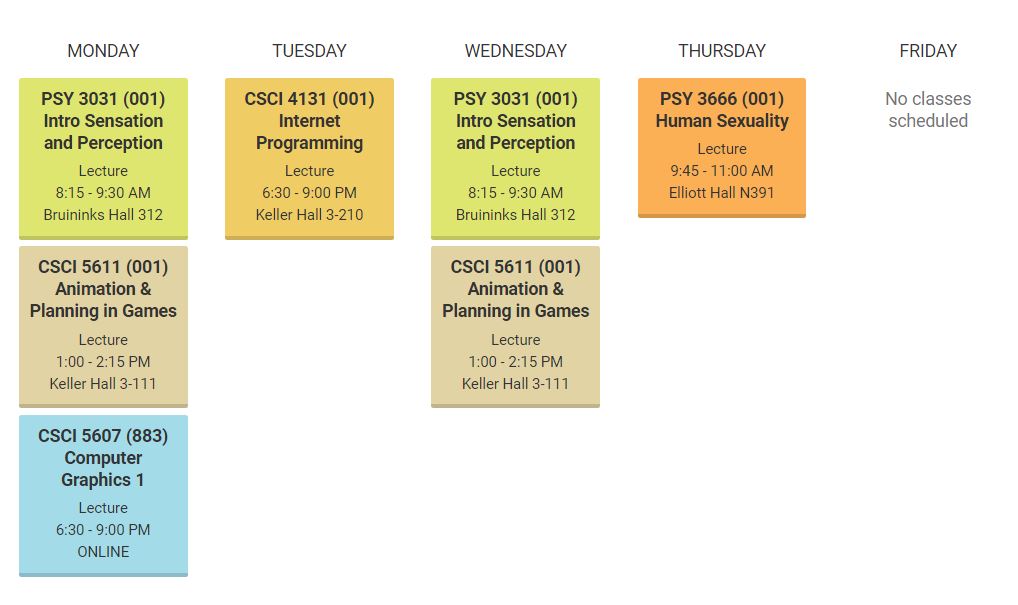 MONDAY
PSY 3031 (001)
Intro Sensation
and Perception
Lecture
8:15 - 9:30 AM
Bruininks Hall 312
CSCI 5611 (001)
Animation &
Planning in Games
Lecture
1:00 - 2:15 PM
Keller Hall 3-111
CSCI 5607 (883)
Computer
Graphics 1
Lecture
6:30 - 9:00 PM
ONLINE
TUESDAY
CSCI 4131 (001)
Internet
Programming
Lecture
6:30 - 9:00 PM
Keller Hall 3-210
WEDNESDAY
PSY 3031 (001)
Intro Sensation
and Perception
Lecture
8:15 - 9:30 AM
Bruininks Hall 312
CSCI 5611 (001)
Animation &
Planning in Games
Lecture
1:00 - 2:15 PM
Keller Hall 3-111
THURSDAY
PSY 3666 (001)
Human Sexuality
Lecture
9:45 - 11:00 AM
Elliott Hall N391
FRIDAY
No classes
scheduled